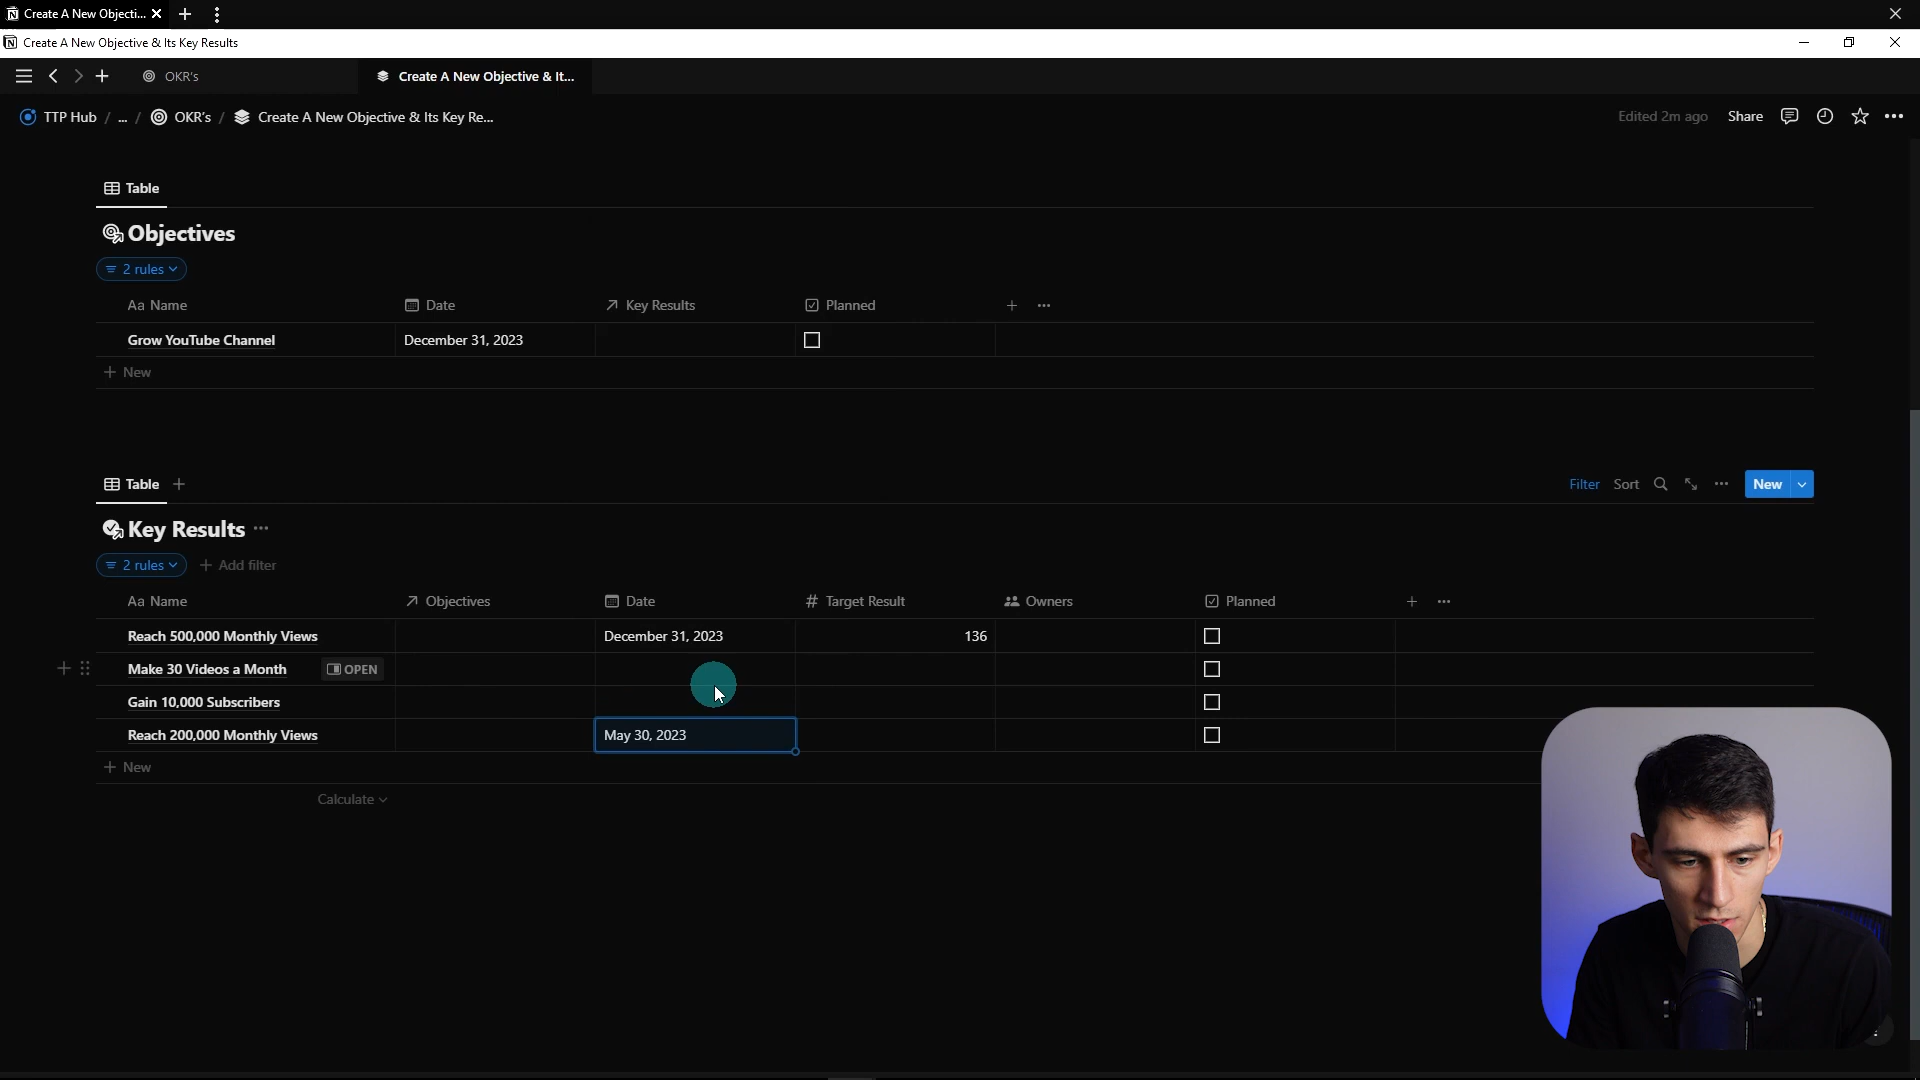 Create A New Objecti...
Create A New Objective & Its Key Results
OKR's
Create A New Objective & It...
TTP Hub / ... / OKR's / Create A New Objective & Its Key Re...
Edited 2m ago
Share
Table
Objectives
2 rules
Aa Name
Date
Key Results
Planned
Grow YouTube Channel
December 31, 2023
+ New
Table
Filter
Sort
New
Key Results
2 rules
+ Add filter
Aa Name
Objectives
Date
# Target Result
Owners
Planned
Reach 500,000 Monthly Views
December 31, 2023
136
Make 30 Videos a Month
OPEN
Gain 10,000 Subscribers
Reach 200,000 Monthly Views
May 30, 2023
+ New
Calculate